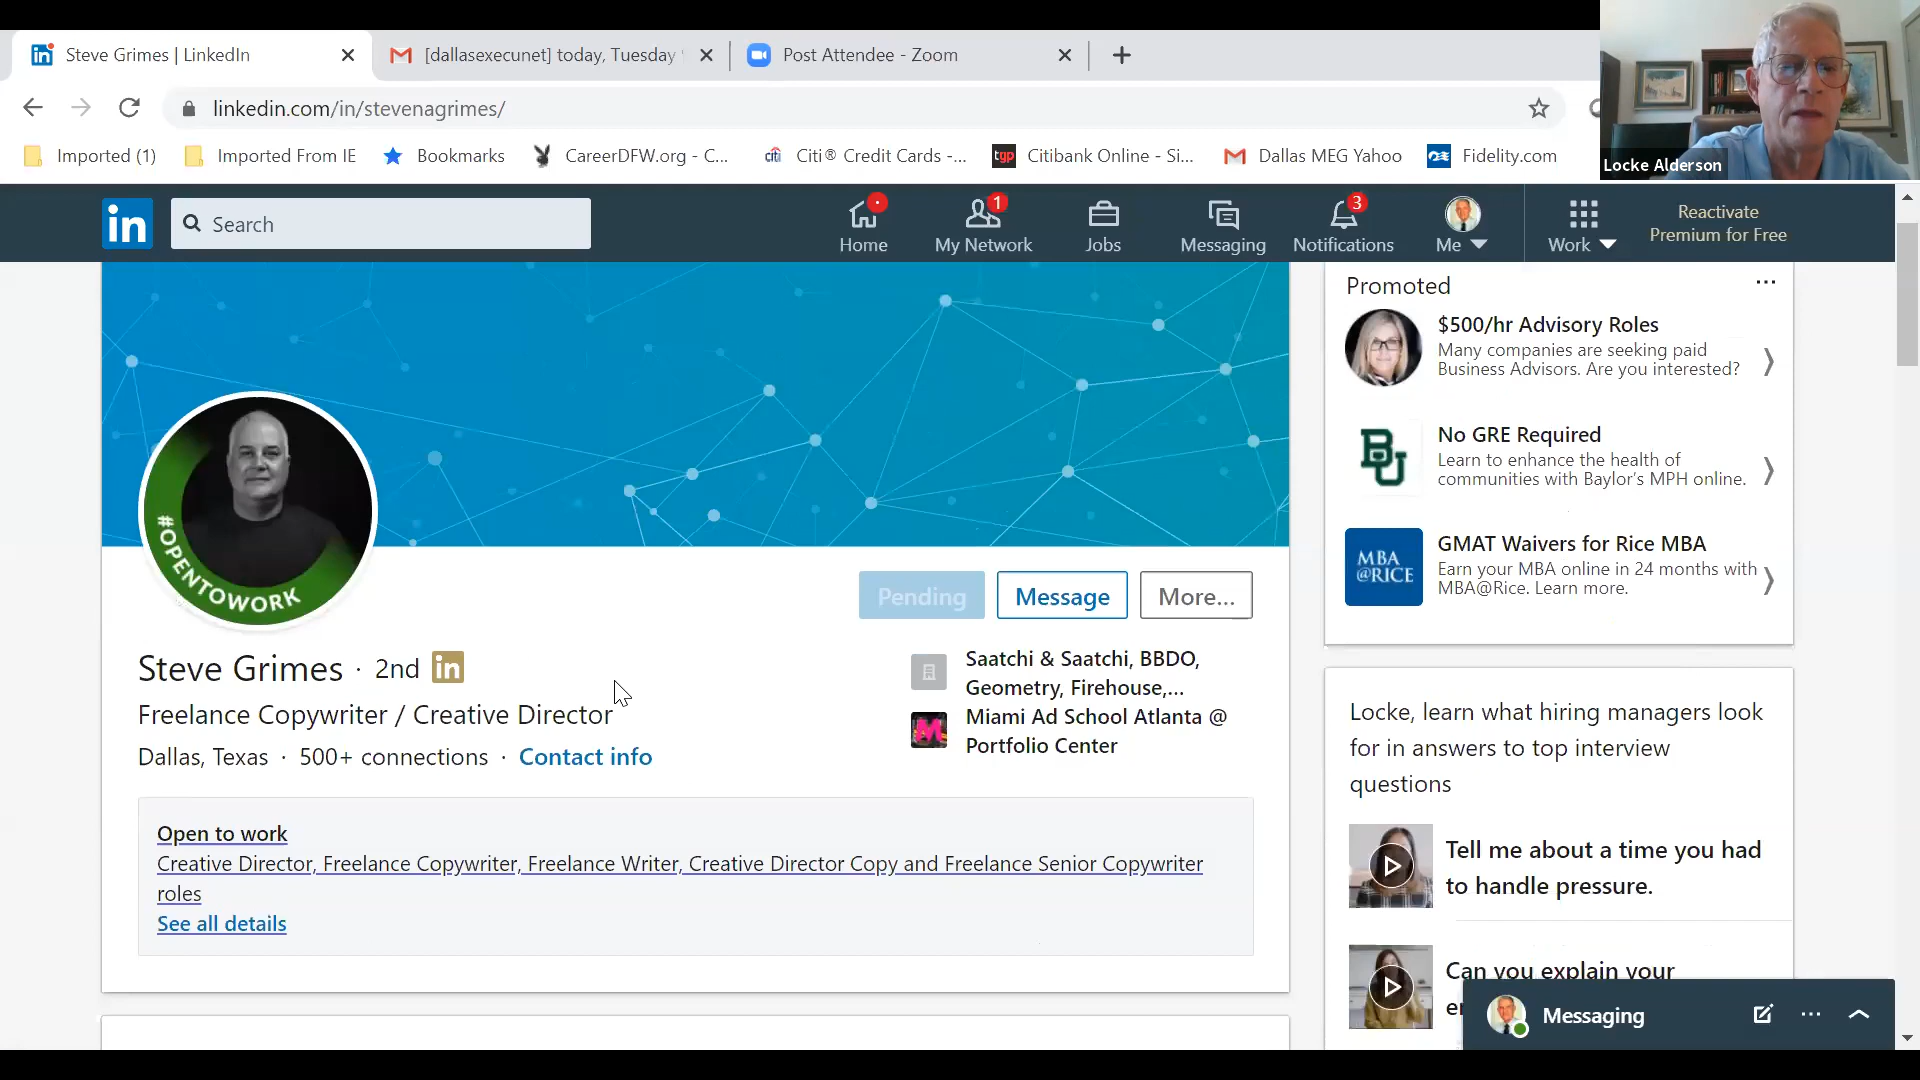 Steve Grimes | LinkedIn
[dallasexecunet] today, Tuesday
Post Attendee - Zoom
linkedin.com/in/stevenagrimes/
Imported (1)
Imported From IE
Bookmarks
CareerDFW.org - C...
citi
Citi® Credit Cards -...
tgp
Citibank Online - Si...
Dallas MEG Yahoo
Fidelity.com
Locke Alderson
in
Search
Home
My Network
1
Jobs
Messaging
Notifications
3
Me
Work
Reactivate
Premium for Free
#OPENTOWORK
Pending
Message
More...
Steve Grimes · 2nd in
Freelance Copywriter / Creative Director
Dallas, Texas · 500+ connections · Contact info
Saatchi & Saatchi, BBDO,
Geometry, Firehouse,...
M
Miami Ad School Atlanta @
Portfolio Center
Open to work
Creative Director, Freelance Copywriter, Freelance Writer, Creative Director Copy and Freelance Senior Copywriter
roles
See all details
Promoted
$500/hr Advisory Roles
Many companies are seeking paid
Business Advisors. Are you interested?
BU
No GRE Required
Learn to enhance the health of
communities with Baylor's MPH online.
MBA
@RICE
GMAT Waivers for Rice MBA
Earn your MBA online in 24 months with
MBA@Rice. Learn more.
Locke, learn what hiring managers look
for in answers to top interview
questions
Tell me about a time you had
to handle pressure.
Can you explain your
Messaging